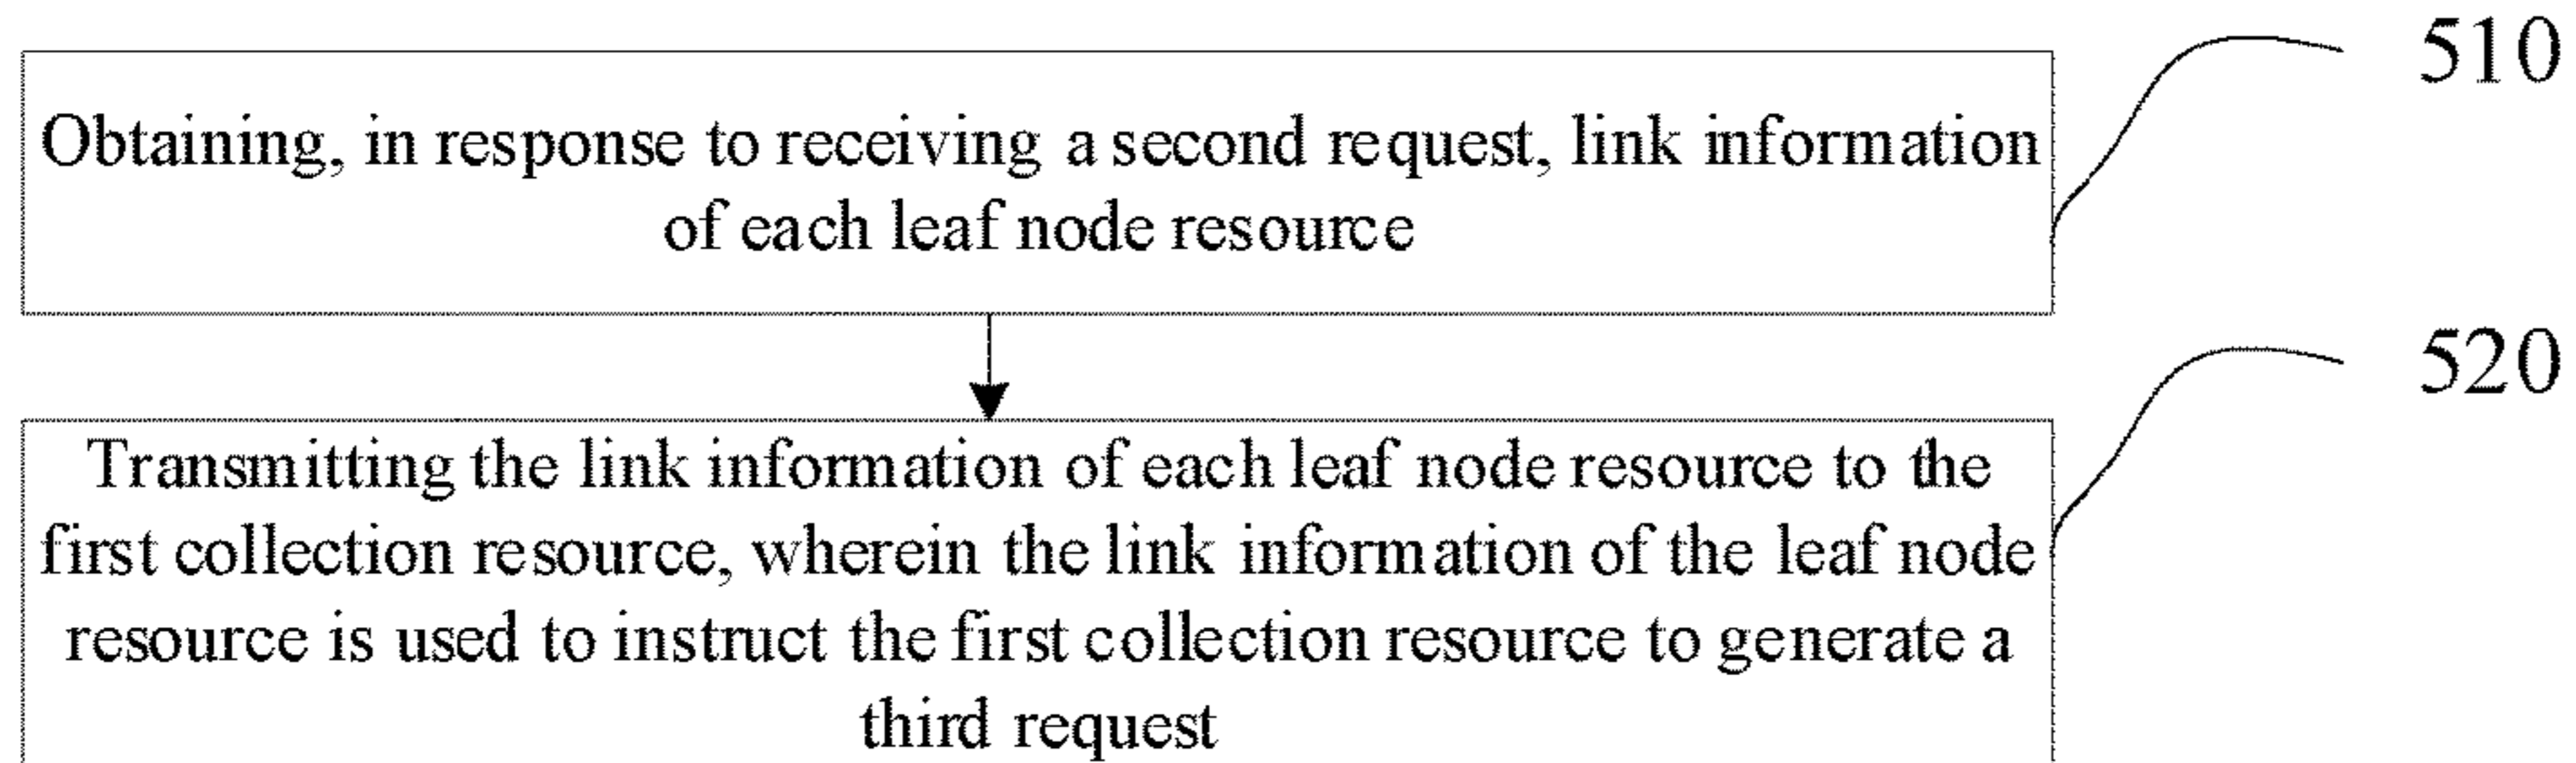 510
Obtaining, in response to receiving a second request, link information
of each leaf node resource
520
Transmitting the link information of each leaf node resource to the
first collection resource, wherein the link information of the leaf node
resource is used to instruct the first collection resource to generate a
third request